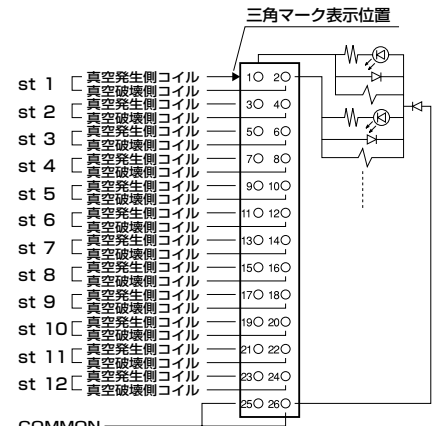 三角マーク表示位置
st 1 真空発生側コイル 1 2
真空破壊側コイル
st 2 真空発生側コイル 3 4
真空破壊側コイル
st 3 真空発生側コイル 5 6
真空破壊側コイル
st 4 真空発生側コイル 7 8
真空破壊側コイル
st 5 真空発生側コイル 9 10
真空破壊側コイル
st 6 真空発生側コイル 11 12
真空破壊側コイル
st 7 真空発生側コイル 13 14
真空破壊側コイル
st 8 真空発生側コイル 15 16
真空破壊側コイル
st 9 真空発生側コイル 17 18
真空破壊側コイル
st 10 真空発生側コイル 19 20
真空破壊側コイル
st 11 真空発生側コイル 21 22
真空破壊側コイル
st 12 真空発生側コイル 23 24
真空破壊側コイル
COMMON 25 26